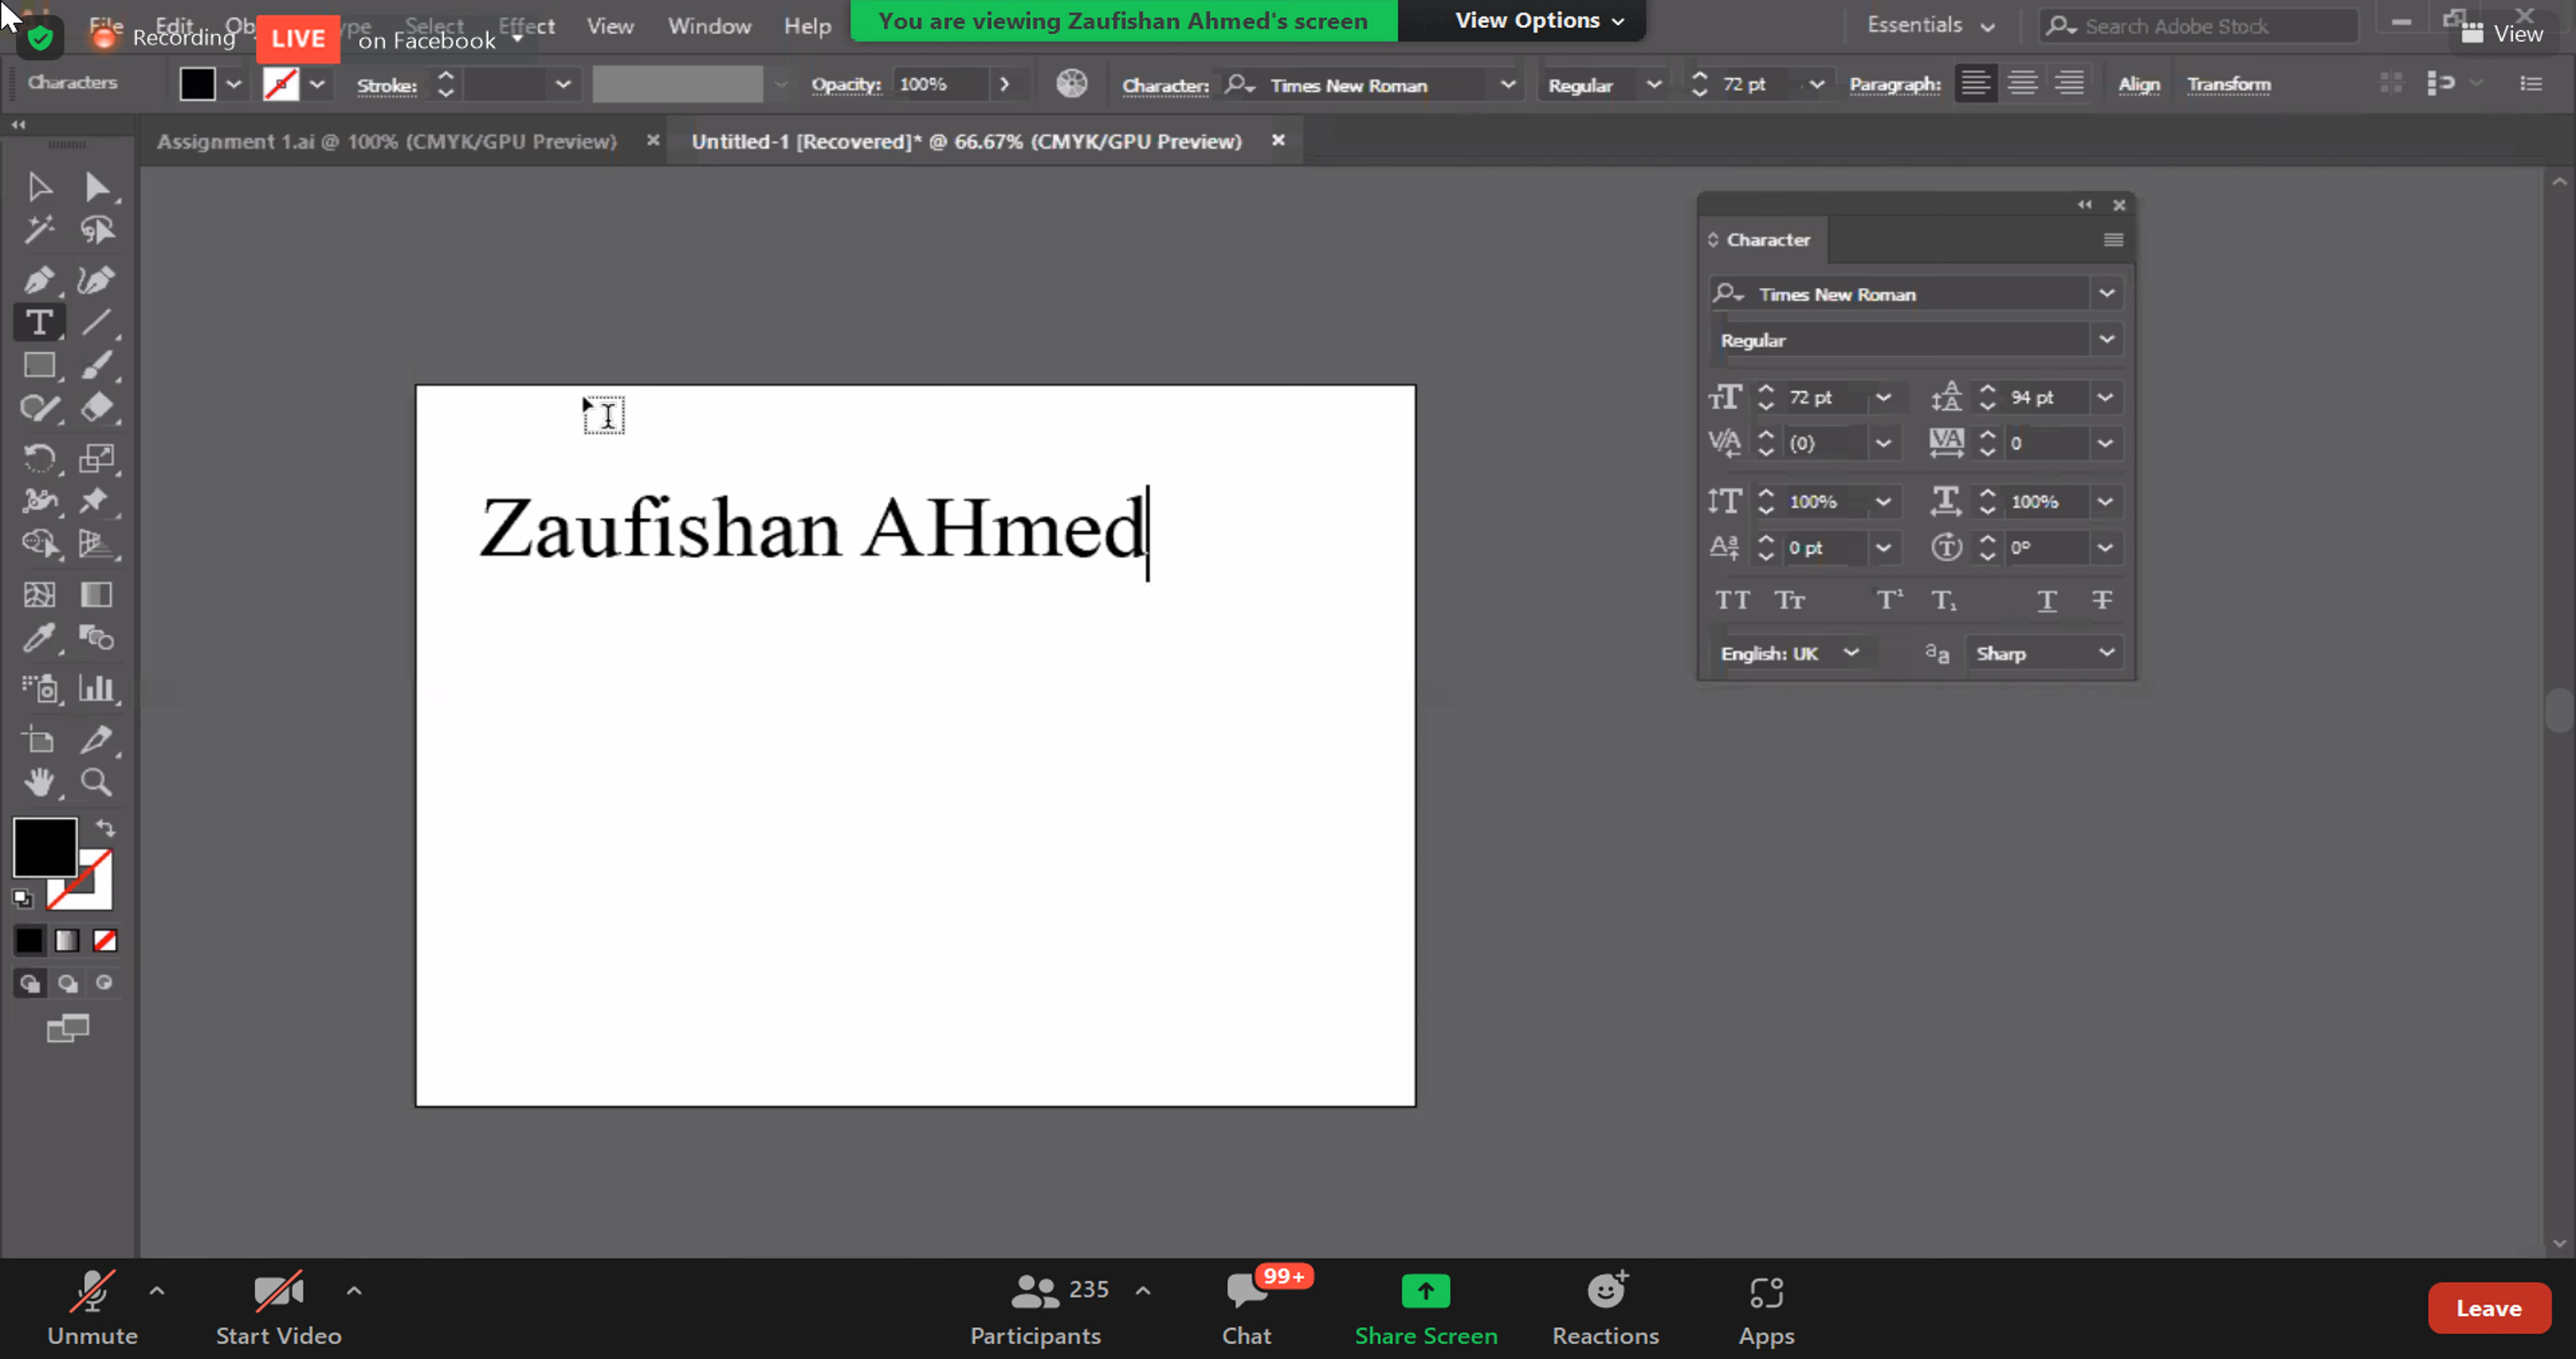 File Edit Obj ype Select Effect View Window Help
Recording LIVE on Facebook
You are viewing Zaufishan Ahmed's screen View Options
Essentials Search Adobe Stock View
Characters Stroke: Opacity: 100% Character: Times New Roman Regular 72 pt Paragraph: Align Transform
Assignment 1.ai @ 100% (CMYK/GPU Preview) Untitled-1 [Recovered]* @ 66.67% (CMYK/GPU Preview)
Zaufishan AHmed
Character
Times New Roman
Regular
72 pt 94 pt
(0) 0
100% 100%
0 pt 0°
English: UK Sharp
Unmute Start Video Participants 235 Chat 99+ Share Screen Reactions Apps Leave